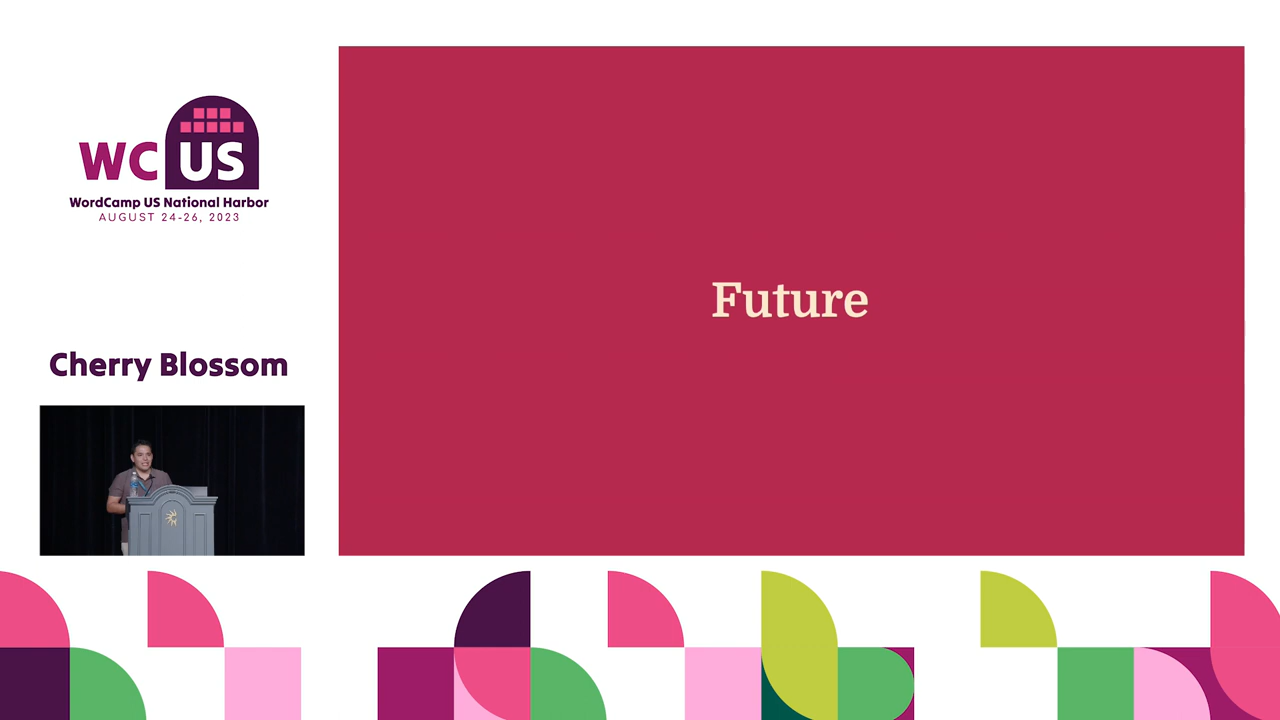 WC US
WordCamp US National Harbor
AUGUST 24-26, 2023
Cherry Blossom
Future